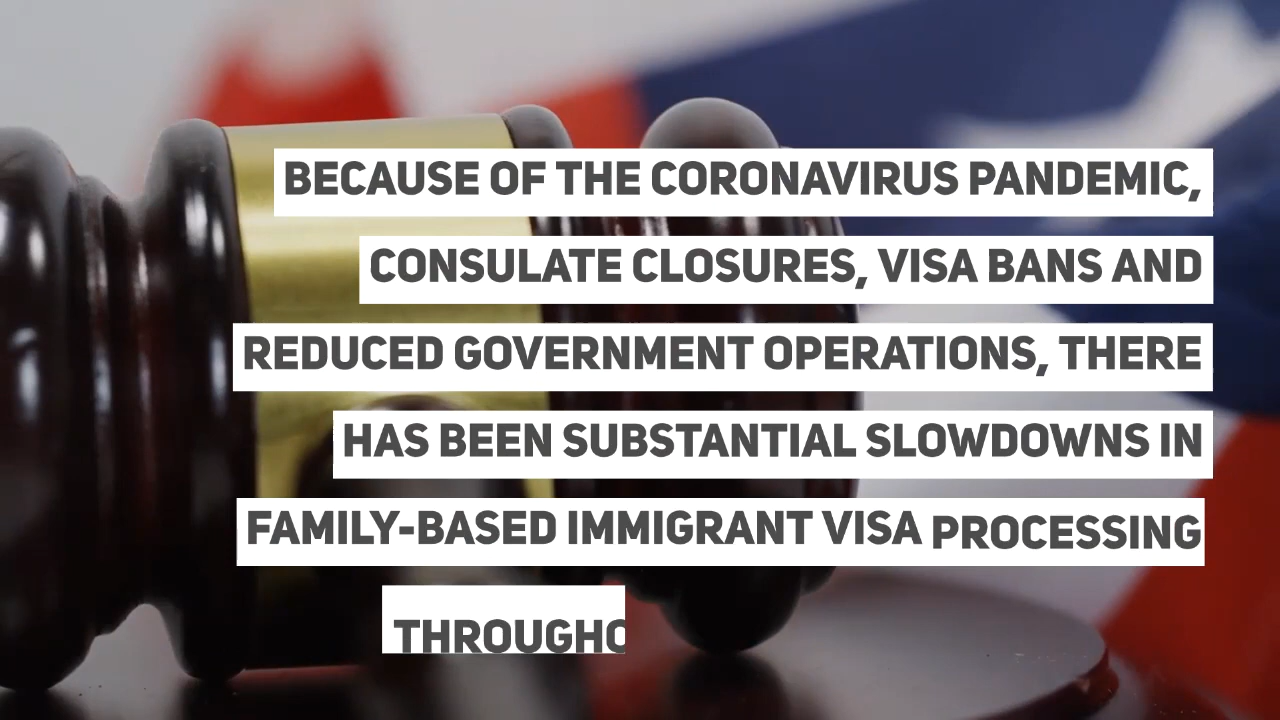 BECAUSE OF THE CORONAVIRUS PANDEMIC,
CONSULATE CLOSURES, VISA BANS AND
REDUCED GOVERNMENT OPERATIONS, THERE
HAS BEEN SUBSTANTIAL SLOWDOWNS IN
FAMILY-BASED IMMIGRANT VISA PROCESSING